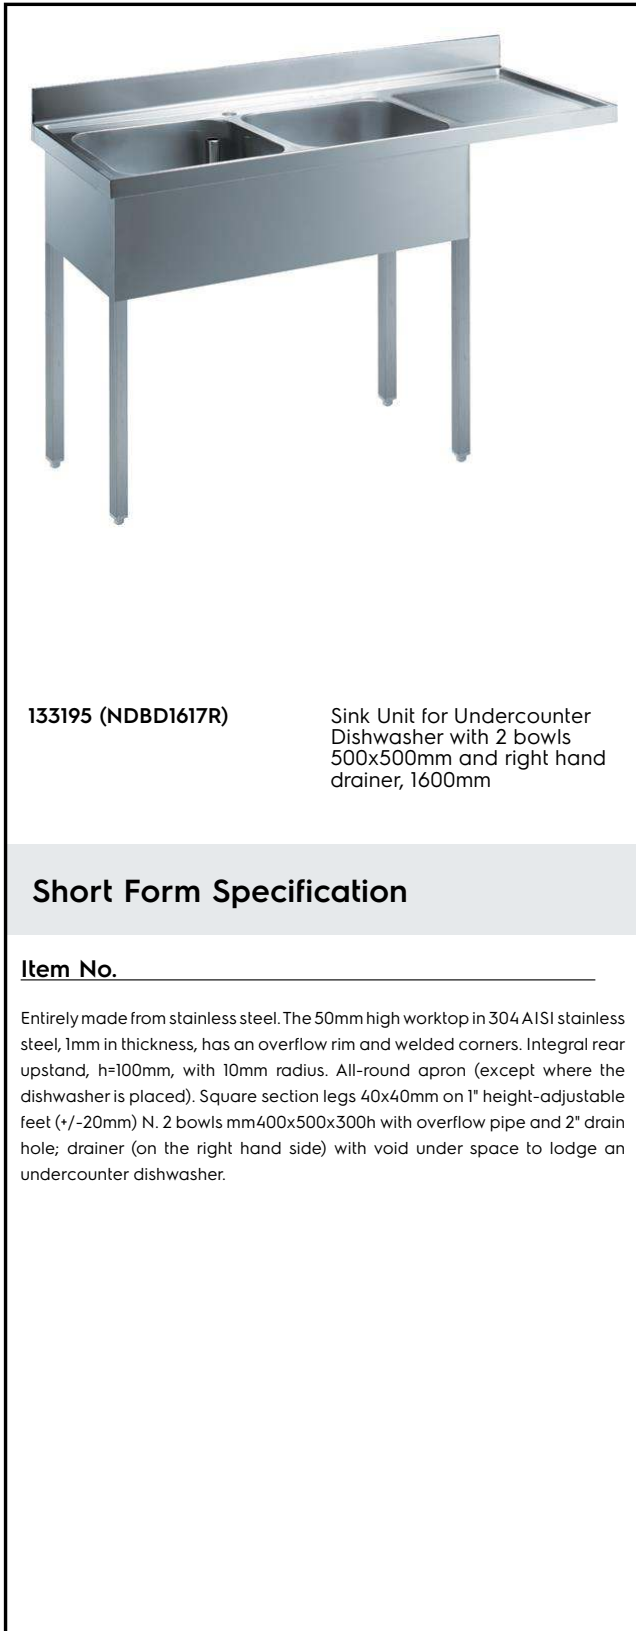 133195 (NDBD1617R)
Sink Unit for Undercounter
Dishwasher with 2 bowls
500x500mm and right hand
drainer, 1600mm
Short Form Specification
Item No.
Entirely made from stainless steel. The 50mm high worktop in 304 AISI stainless
steel, 1mm in thickness, has an overflow rim and welded corners. Integral rear
upstand, h=100mm, with 10mm radius. All-round apron (except where the
dishwasher is placed). Square section legs 40x40mm on 1" height-adjustable
feet (+/-20mm) N. 2 bowls mm400x500x300h with overflow pipe and 2" drain
hole; drainer (on the right hand side) with void under space to lodge an
undercounter dishwasher.